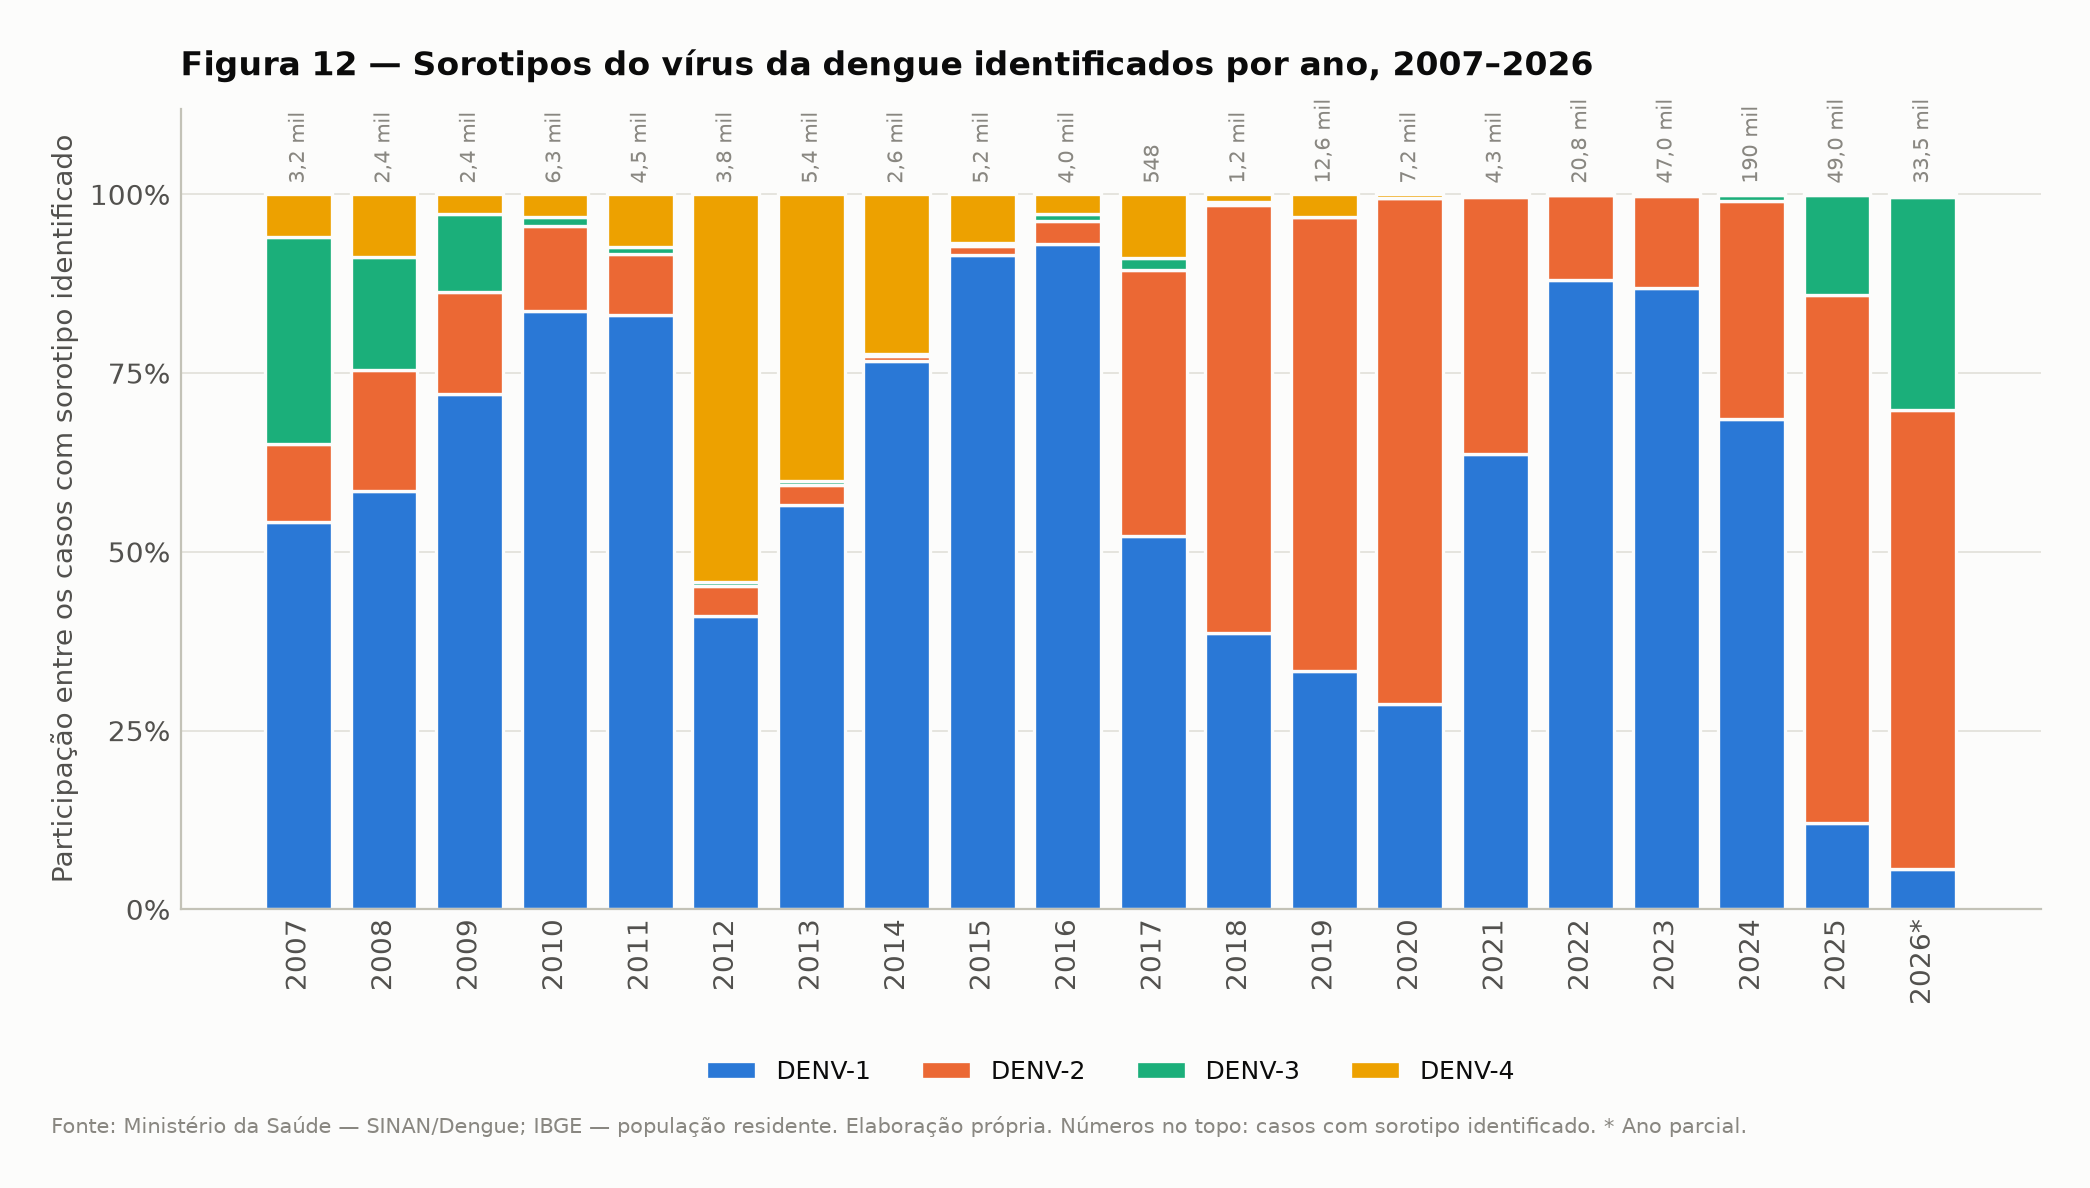 Figura 12 — Sorotipos do vírus da dengue identificados por ano, 2007–2026
Participação entre os casos com sorotipo identificado
3,2 mil
2,4 mil
2,4 mil
6,3 mil
4,5 mil
3,8 mil
5,4 mil
2,6 mil
5,2 mil
4,0 mil
548
1,2 mil
12,6 mil
7,2 mil
4,3 mil
20,8 mil
47,0 mil
190 mil
49,0 mil
33,5 mil
100%
75%
50%
25%
0%
2007
2008
2009
2010
2011
2012
2013
2014
2015
2016
2017
2018
2019
2020
2021
2022
2023
2024
2025
2026*
DENV-1
DENV-2
DENV-3
DENV-4
Fonte: Ministério da Saúde — SINAN/Dengue; IBGE — população residente. Elaboração própria. Números no topo: casos com sorotipo identificado. * Ano parcial.